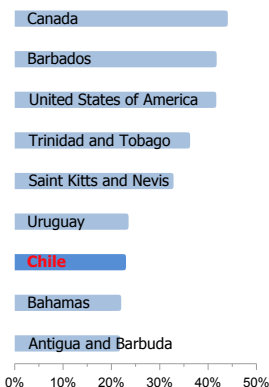 Canada
Barbados
United States of America
Trinidad and Tobago
Saint Kitts and Nevis
Uruguay
Chile
Bahamas
Antigua and Barbuda
0% 10% 20% 30% 40% 50%